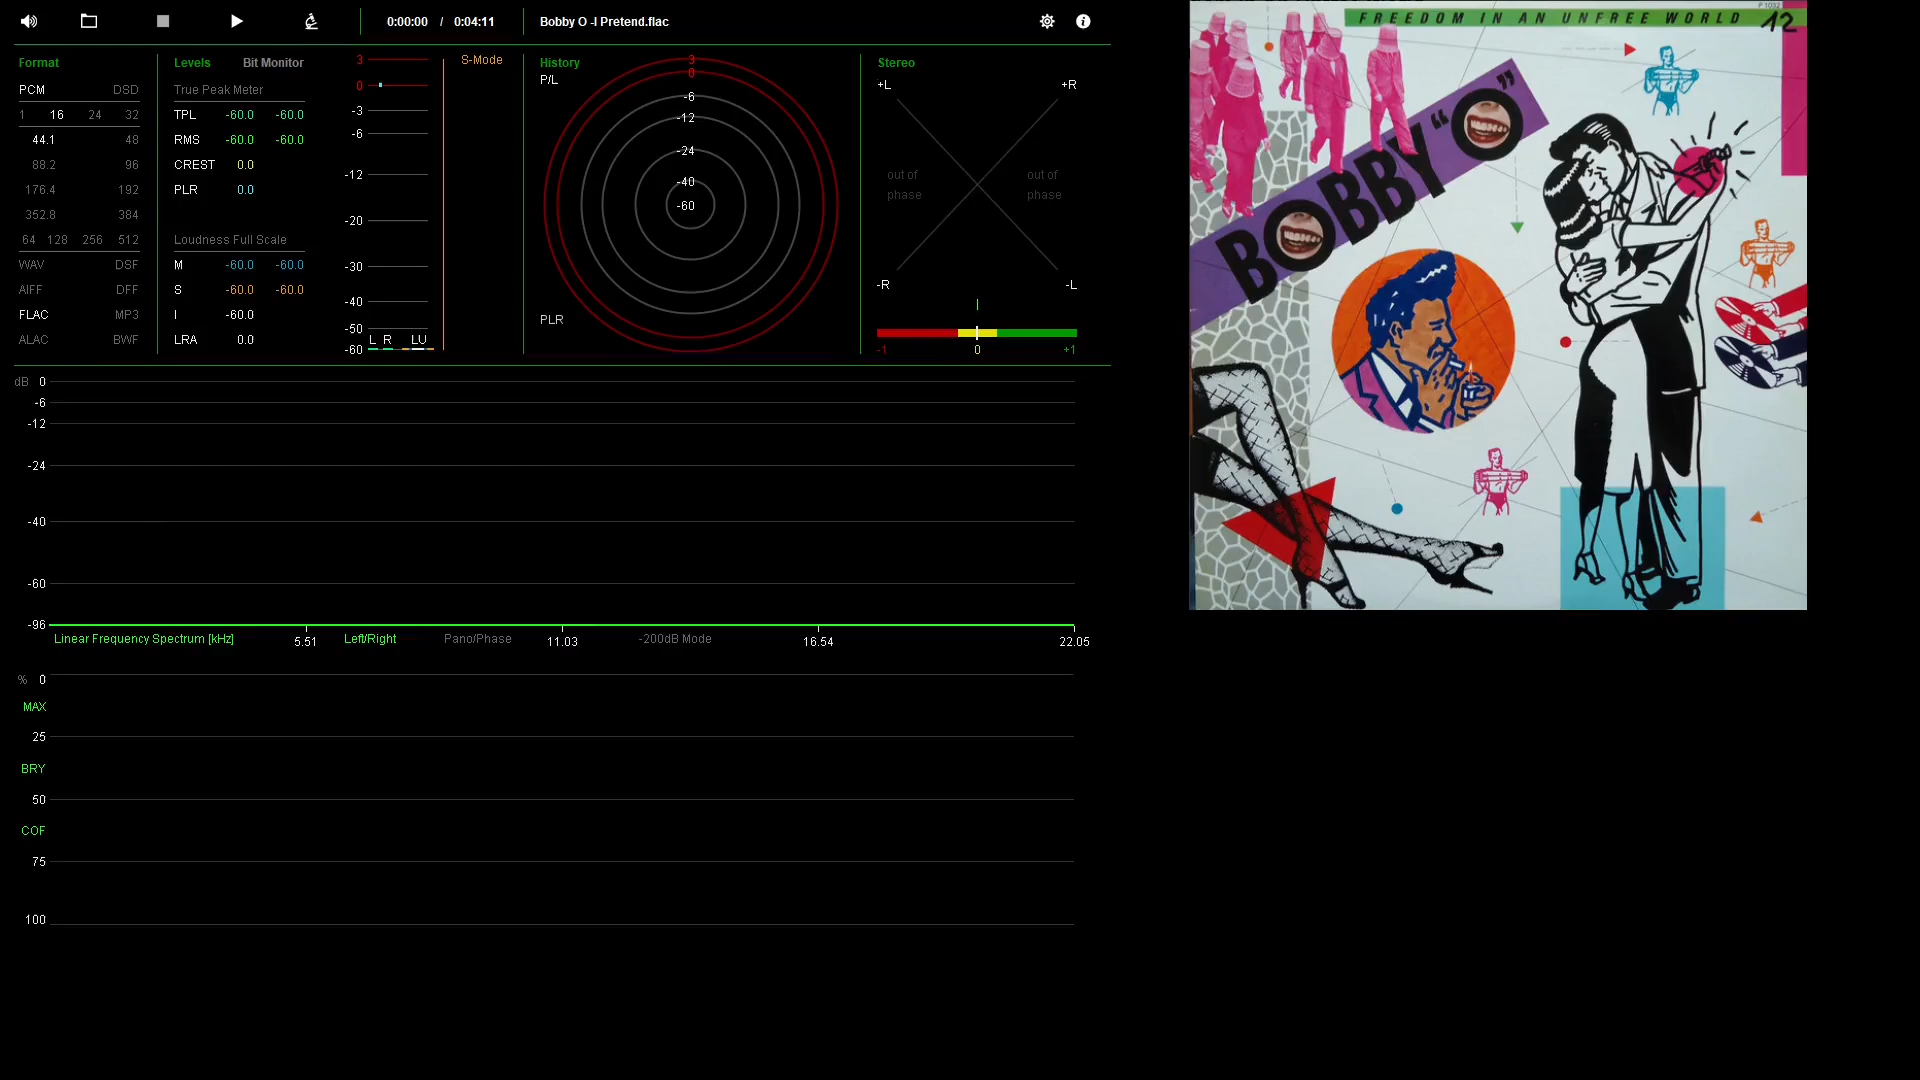 0:00:00 / 0:04:11 Bobby O -I Pretend.flac
Format
PCM DSD
1 16 24 32
44.1 48
88.2 96
176.4 192
352.8 384
64 128 256 512
WAV DSF
AIFF DFF
FLAC MP3
ALAC BWF
Levels Bit Monitor
True Peak Meter
TPL -60.0 -60.0
RMS -60.0 -60.0
CREST 0.0
PLR 0.0
Loudness Full Scale
M -60.0 -60.0
S -60.0 -60.0
I -60.0
LRA 0.0
3
0
-3
-6
-12
-20
-30
-40
-50
-60
L R LU
S-Mode
History
P/L
3
0
-6
-12
-24
-40
-60
PLR
Stereo
+L +R
out of phase
out of phase
-R -L
-1 0 +1
dB 0
-6
-12
-24
-40
-60
-96
Linear Frequency Spectrum [kHz] 5.51 Left/Right Pano/Phase 11.03 -200dB Mode 16.54 22.05
% 0
MAX
25
BRY
50
COF
75
100
P 1032
FREEDOM IN AN UNFREE WORLD 12
BOBBY "O"